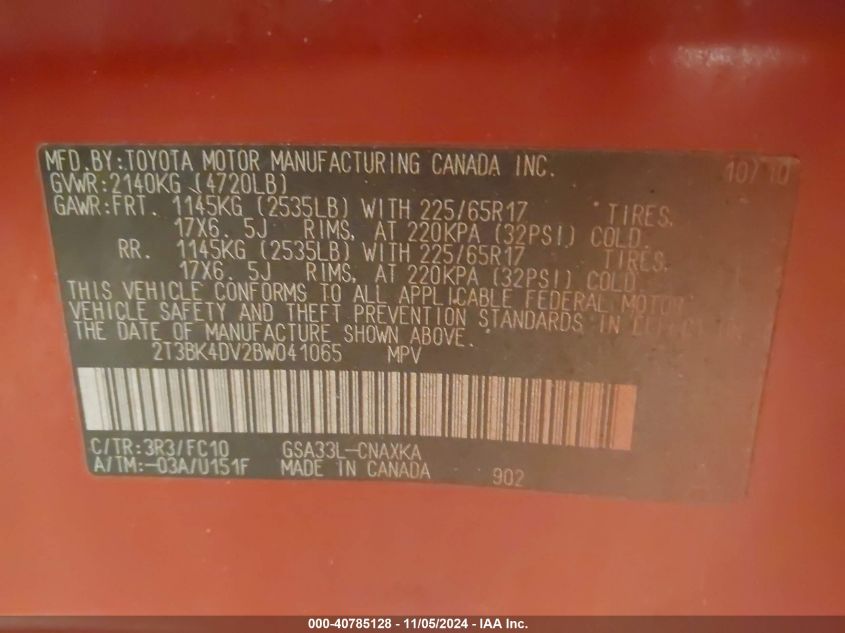 MFD.BY:TOYOTA MOTOR MANUFACTURING CANADA INC. 10/10
GVWR:2140KG (4720LB)
GAWR:FRT. 1145KG (2535LB) WITH 225/65R17 TIRES,
17X6. 5J RIMS, AT 220KPA (32PSI) COLD.
RR. 1145KG (2535LB) WITH 225/65R17 TIRES,
17X6. 5J RIMS, AT 220KPA (32PSI) COLD.
THIS VEHICLE CONFORMS TO ALL APPLICABLE FEDERAL MOTOR
VEHICLE SAFETY AND THEFT PREVENTION STANDARDS IN EFFECT ON
THE DATE OF MANUFACTURE SHOWN ABOVE.
2T3BK4DV2BW041065 MPV
C/TR:3R3/FC10 GSA33L-CNAXKA
A/TM:-03A/U151F MADE IN CANADA 902
000-40785128 - 11/05/2024 - IAA Inc.